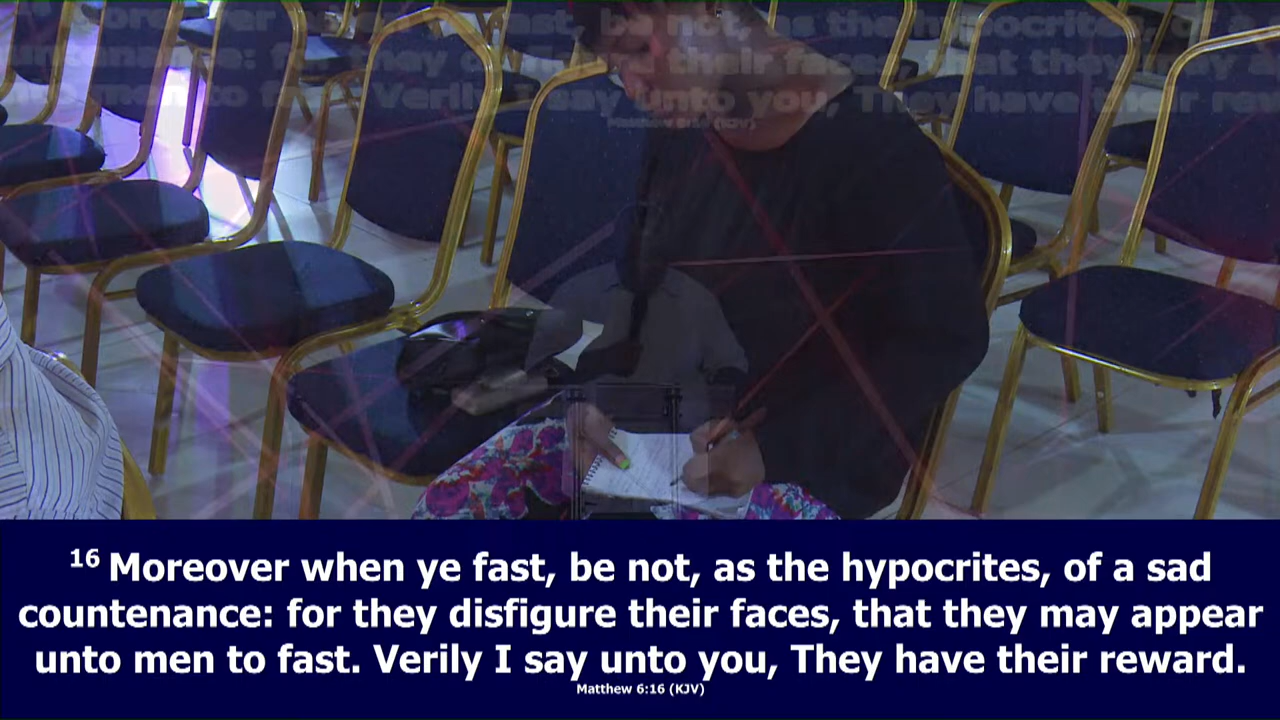 16 Moreover when ye fast, be not, as the hypocrites, of a sad
countenance: for they disfigure their faces, that they may appear
unto men to fast. Verily I say unto you, They have their reward.
Matthew 6:16 (KJV)